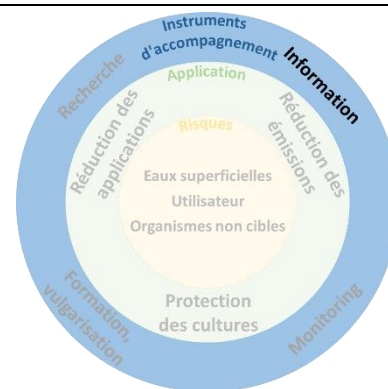 Instruments
d'accompagnement
Information
Recherche
Application
Réduction des
applications
Réduction des
émissions
Risques
Eaux superficielles
Utilisateur
Organismes non cibles
Protection
des cultures
Formation,
vulgarisation
Monitoring